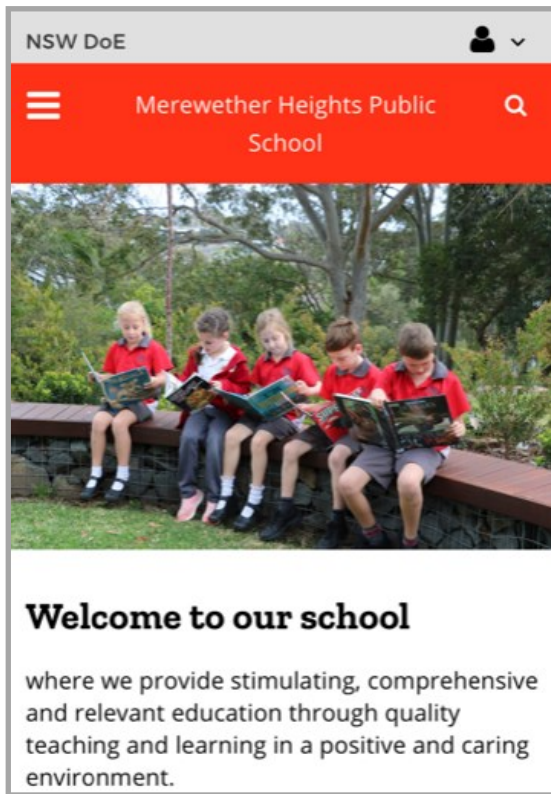 NSW DoE
Merewether Heights Public
School
Welcome to our school
where we provide stimulating, comprehensive
and relevant education through quality
teaching and learning in a positive and caring
environment.